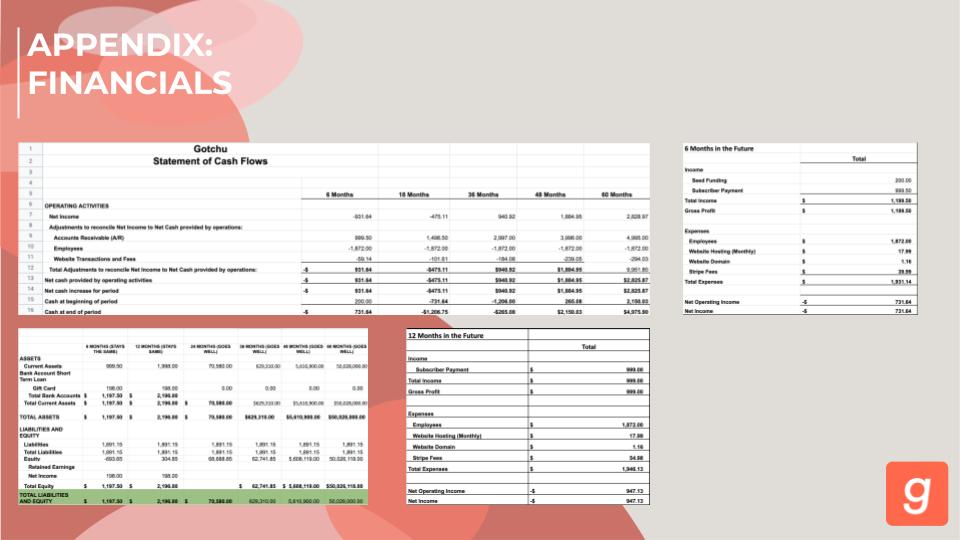 APPENDIX:
FINANCIALS
1 Gotchu
2 Statement of Cash Flows
3
4
5 6 Months 18 Months 36 Months 48 Months 60 Months
6 OPERATING ACTIVITIES
7 Net Income -931.64 -475.11 940.92 1,884.95 2,828.87
8 Adjustments to reconcile Net Income to Net Cash provided by operations:
9 Accounts Receivable (A/R) 999.50 1,498.50 2,997.00 3,996.00 4,995.00
10 Employees -1,872.00 -1,872.00 -1,872.00 -1,872.00 -1,872.00
11 Website Transactions and Fees -59.14 -101.61 -184.08 -239.05 -294.03
12 Total Adjustments to reconcile Net Income to Net Cash provided by operations: -$ 931.64 -$475.11 $940.92 $1,884.95
13 Net cash provided by operating activities -$ 931.64 -$475.11 $940.92 $1,884.95 $2,828.87
14 Net cash increase for period -$ 931.64 -$475.11 $940.92 $1,884.95 $2,825.87
15 Cash at beginning of period 200.00 -731.64 -1,206.00 265.08 2,150.03
16 Cash at end of period -$ 731.64 -$1,206.75 -$265.08 $2,150.03 $4,975.90
6 Months in the Future
Total
Income
Seed Funding 200.00
Subscriber Payment 999.50
Total Income $ 1,199.50
Gross Profit $ 1,199.50
Expenses
Employees $ 1,872.00
Website Hosting (Monthly) $ 17.99
Website Domain $ 1.16
Stripe Fees $ 39.99
Total Expenses $ 1,931.14
Net Operating Income -$ 731.64
Net Income -$ 731.64
6 MONTHS (STAYS THE SAME) 12 MONTHS (STAYS SAME) 24 MONTHS (GOES WELL) 36 MONTHS (GOES WELL) 48 MONTHS (GOES WELL) 60 MONTHS (GOES WELL)
ASSETS
Current Assets 999.50 1,998.00 70,580.00 629,310.00 5,610,900.00 50,026,000.00
Bank Account Short
Term Loan
Gift Card 198.00 198.00 0.00 0.00 0.00 0.00
Total Bank Accounts $ 1,197.50 $ 2,196.00
Total Current Assets $ 1,197.50 $ 2,196.00 $ 70,580.00 $629,310.00 $5,610,900.00 $50,026,000.00
TOTAL ASSETS $ 1,197.50 $ 2,196.00 $ 70,580.00 $629,310.00 $5,610,900.00 $50,026,000.00
LIABILITIES AND
EQUITY
Liabilities 1,891.15 1,891.15 1,891.15 1,891.15 1,891.15 1,891.15
Total Liabilities 1,891.15 1,891.15 1,891.15 1,891.15 1,891.15 1,891.15
Equity -693.65 304.85 68,688.85 62,741.85 5,608,119.00 50,026,118.00
Retained Earnings
Net Income 198.00 198.00
Total Equity $ 62,741.85 $ 5,608,119.00 $50,026,118.00
TOTAL LIABILITIES
AND EQUITY $ 1,197.50 $ 2,196.00 $ 70,580.00 629,310.00 5,610,900.00 50,026,000.00
12 Months in the Future
Total
Income
Subscriber Payment $ 999.00
Total Income $ 999.00
Gross Profit $ 999.00
Expenses
Employees $ 1,872.00
Website Hosting (Monthly) $ 17.99
Website Domain $ 1.16
Stripe Fees $ 54.98
Total Expenses $ 1,946.13
Net Operating Income -$ 947.13
Net Income -$ 947.13
g